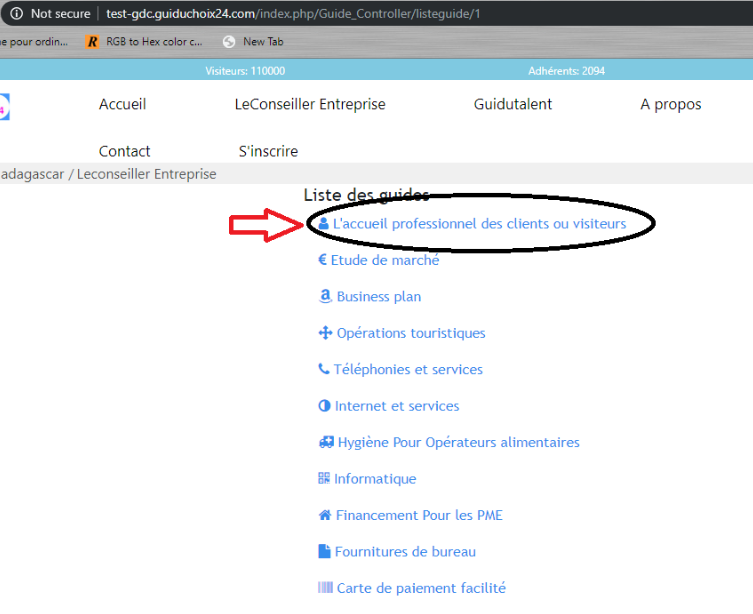 Not secure | test-gdc.guiduchoix24.com/index.php/Guide_Controller/listeguide/1
e pour ordin... RGB to Hex color c... New Tab
Visiteurs: 110000 Adhérents: 2094
Accueil LeConseiller Entreprise Guidutalent A propos
Contact S'inscrire
adagascar / Leconseiller Entreprise
Liste des guides
L'accueil professionnel des clients ou visiteurs
Etude de marché
Business plan
Opérations touristiques
Téléphonies et services
Internet et services
Hygiène Pour Opérateurs alimentaires
Informatique
Financement Pour les PME
Fournitures de bureau
Carte de paiement facilité